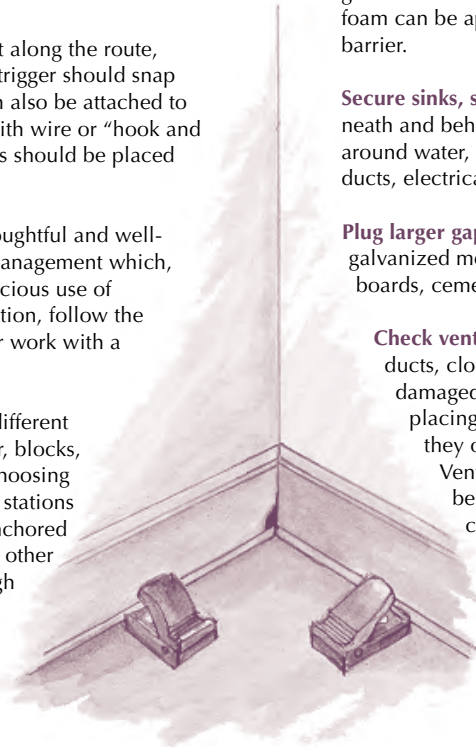 t along the route,
trigger should snap
n also be attached to
ith wire or “hook and
s should be placed
oughtful and well-
anagement which,
cious use of
tion, follow the
r work with a
different
r, blocks,
hoosing
stations
nchored
other
gh
foam can be ap
barrier.
Secure sinks, s
neath and beh
around water,
ducts, electrica
Plug larger gap
galvanized me
boards, ceme
Check vent
ducts, clo
damaged
placing
they c
Ven
be
c